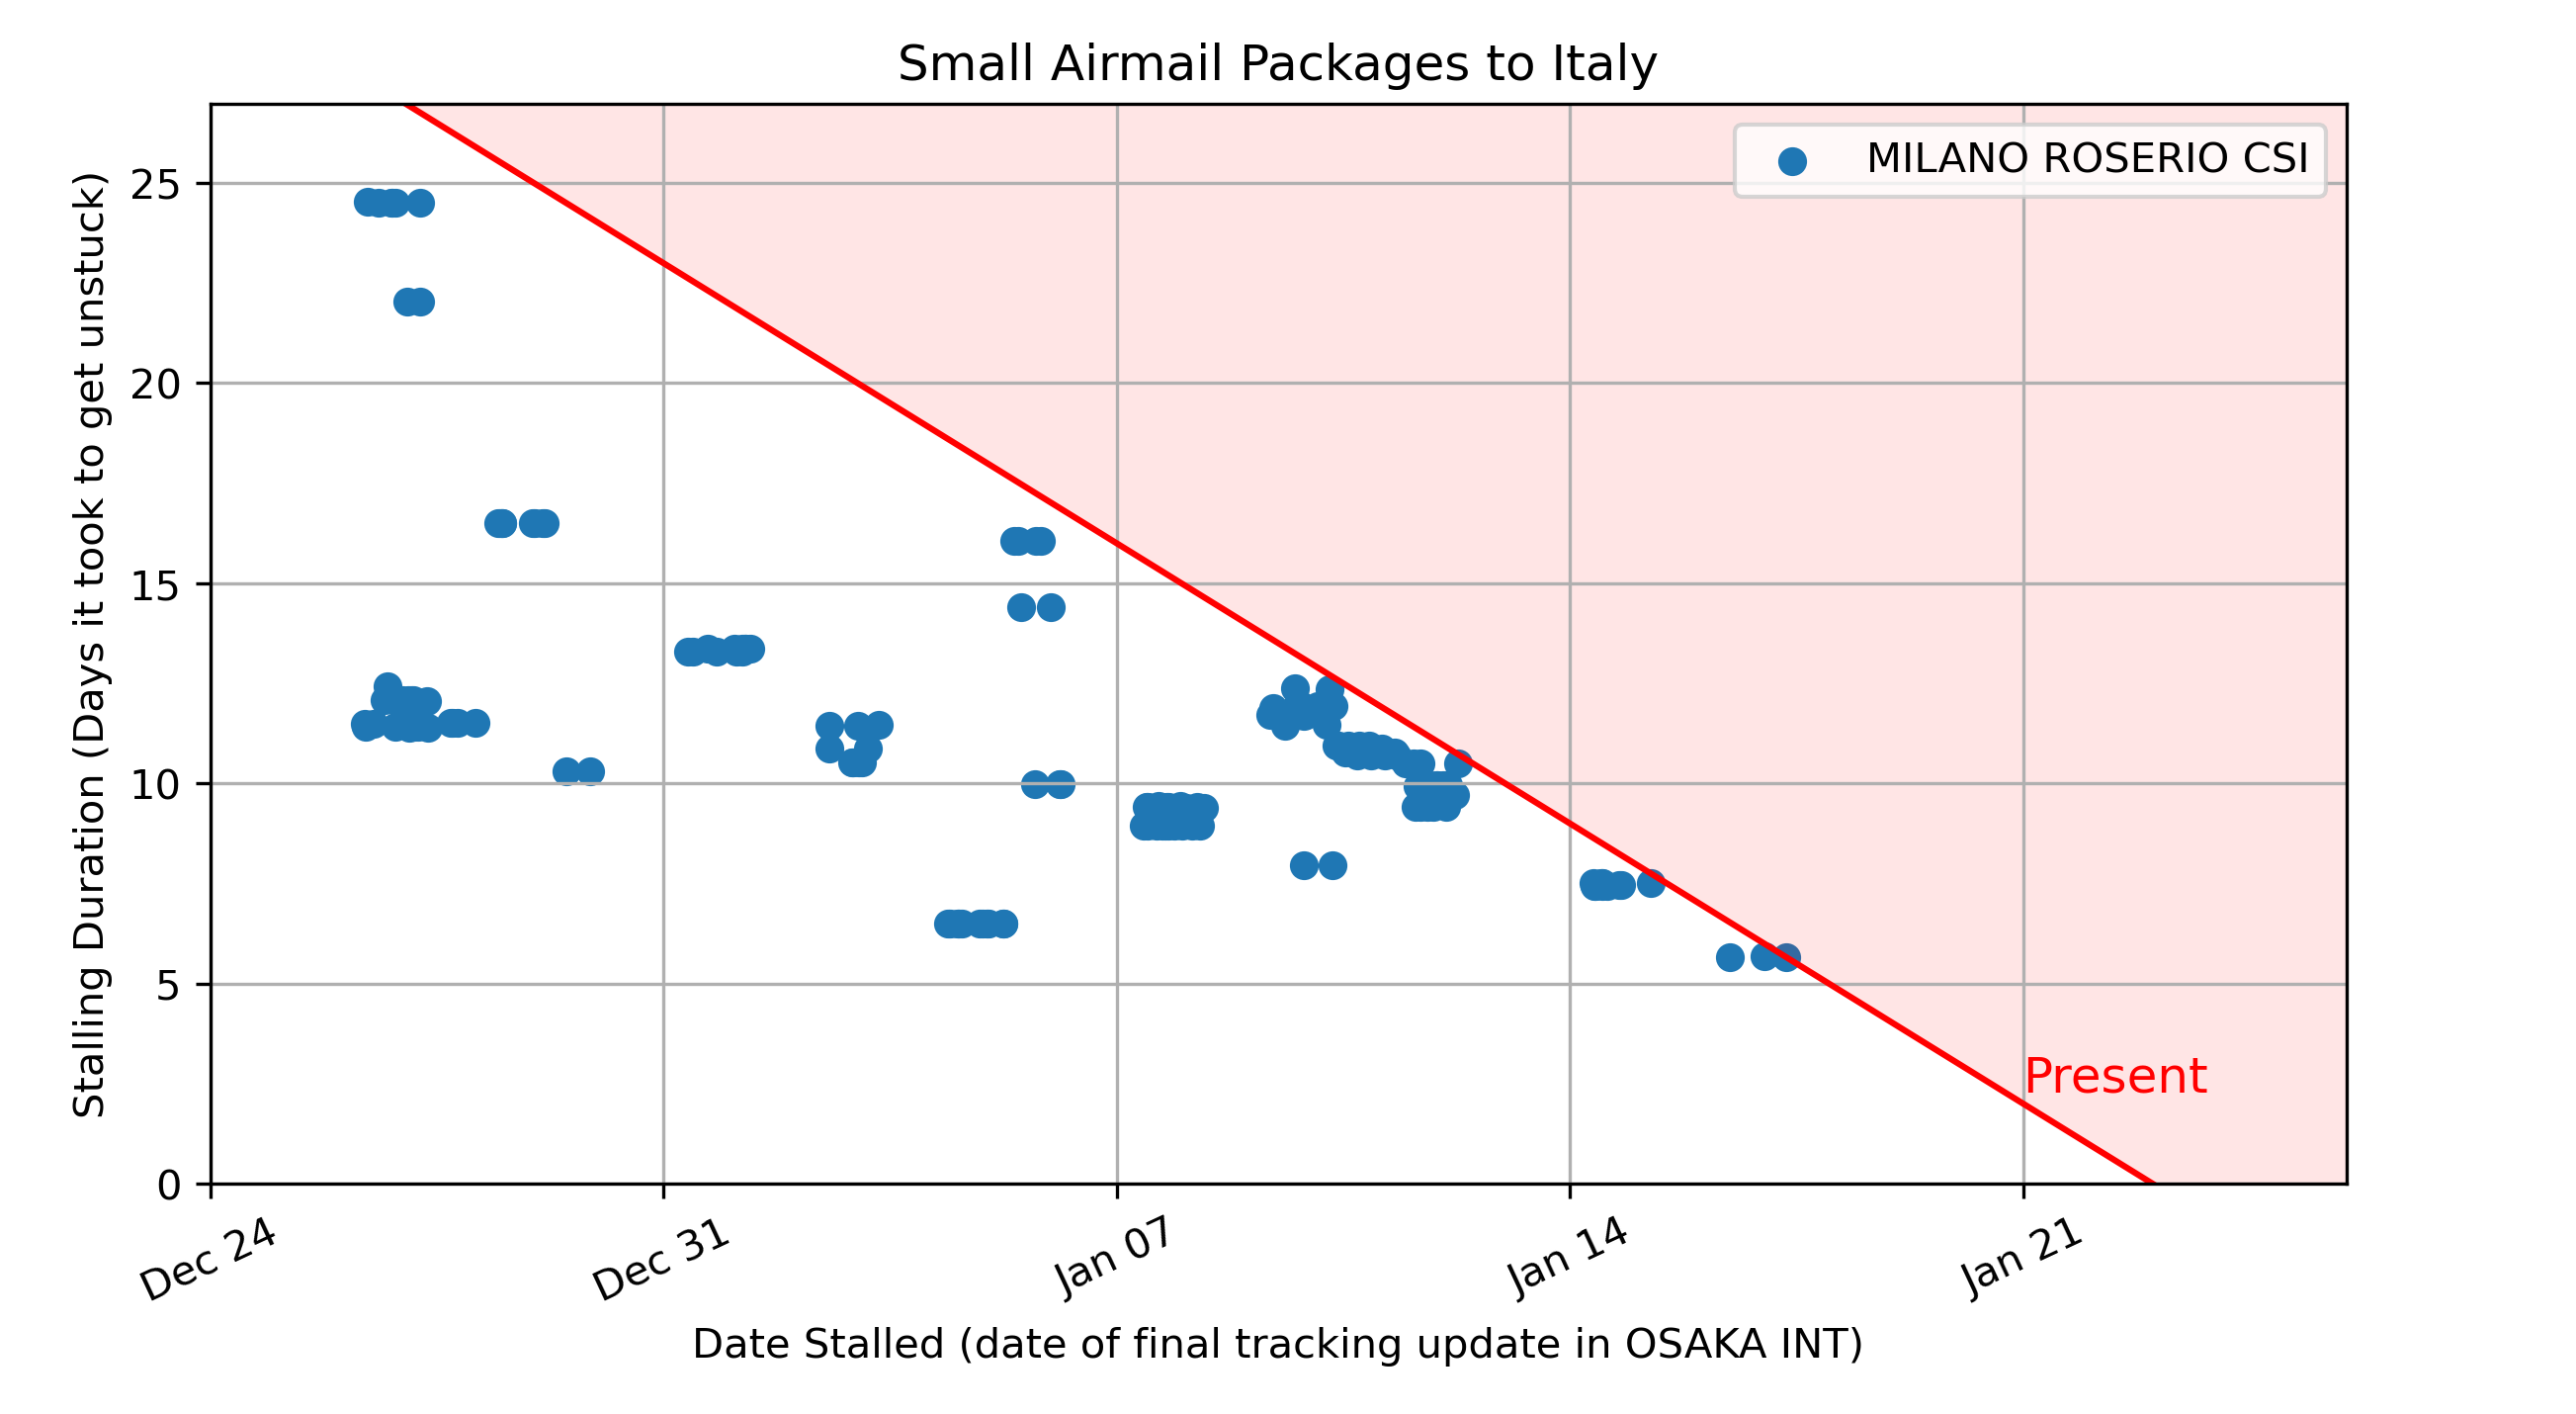 Small Airmail Packages to Italy
MILANO ROSERIO CSI
Stalling Duration (Days it took to get unstuck)
25
20
15
10
5
0
Present
Dec 24
Dec 31
Jan 07
Jan 14
Jan 21
Date Stalled (date of final tracking update in OSAKA INT)